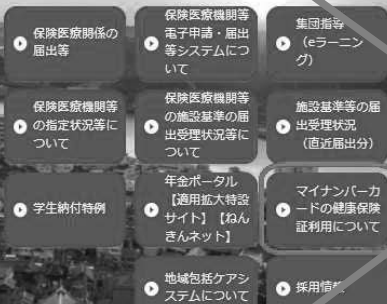 保険医療関係の
届出等
保険医療機関等
電子申請・届出
等システムにつ
いて
集団指導
（eラーニン
グ）
保険医療機関等
の指定状況等に
ついて
保険医療機関等
の施設基準の届
出受理状況等に
ついて
施設基準等の届
出受理状況
（直近届出分）
学生納付特例
年金ポータル
【適用拡大特設
サイト】【ねん
きんネット】
マイナンバーカ
ードの健康保険
証利用について
地域包括ケアシ
ステムについて
採用情報